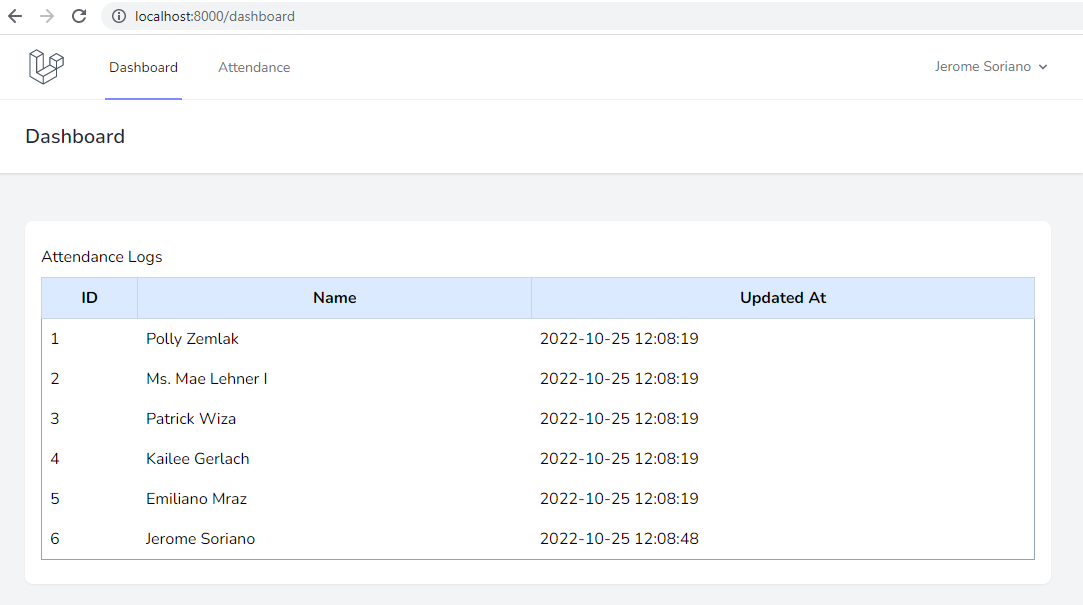 localhost:8000/dashboard
Dashboard Attendance Jerome Soriano
Dashboard
Attendance Logs
ID Name Updated At
1 Polly Zemlak 2022-10-25 12:08:19
2 Ms. Mae Lehner I 2022-10-25 12:08:19
3 Patrick Wiza 2022-10-25 12:08:19
4 Kailee Gerlach 2022-10-25 12:08:19
5 Emiliano Mraz 2022-10-25 12:08:19
6 Jerome Soriano 2022-10-25 12:08:48